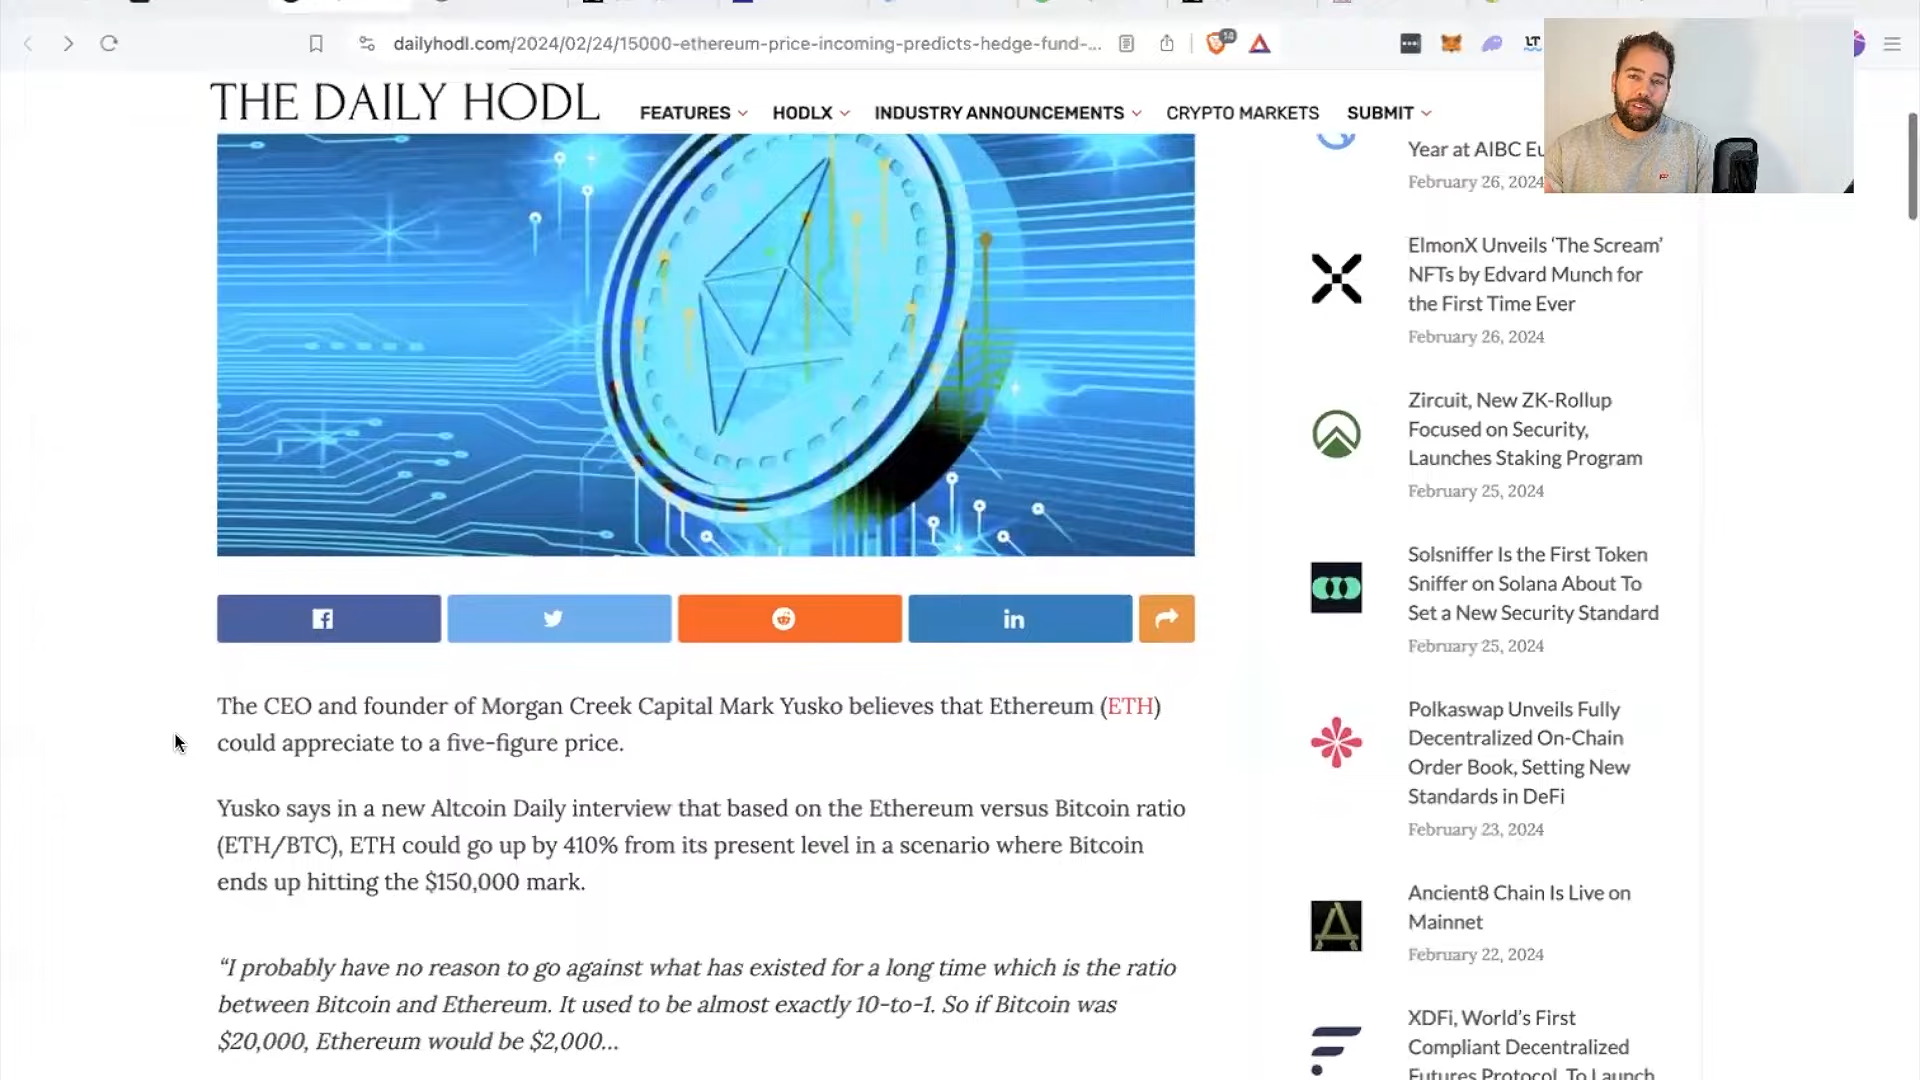 dailyhodl.com/2024/02/24/15000-ethereum-price-incoming-predicts-hedge-fund-...
14
LT
THE DAILY HODL
FEATURES
HODLX
INDUSTRY ANNOUNCEMENTS
CRYPTO MARKETS
SUBMIT
in
The CEO and founder of Morgan Creek Capital Mark Yusko believes that Ethereum (ETH)
could appreciate to a five-figure price.
Yusko says in a new Altcoin Daily interview that based on the Ethereum versus Bitcoin ratio
(ETH/BTC), ETH could go up by 410% from its present level in a scenario where Bitcoin
ends up hitting the $150,000 mark.
“I probably have no reason to go against what has existed for a long time which is the ratio
between Bitcoin and Ethereum. It used to be almost exactly 10-to-1. So if Bitcoin was
$20,000, Ethereum would be $2,000…
Year at AIBC
February 26, 2024
ElmonX Unveils ‘The Scream’
NFTs by Edvard Munch for
the First Time Ever
February 26, 2024
Zircuit, New ZK-Rollup
Focused on Security,
Launches Staking Program
February 25, 2024
Solsniffer Is the First Token
Sniffer on Solana About To
Set a New Security Standard
February 25, 2024
Polkaswap Unveils Fully
Decentralized On-Chain
Order Book, Setting New
Standards in DeFi
February 23, 2024
Ancient8 Chain Is Live on
Mainnet
February 22, 2024
XDFi, World’s First
Compliant Decentralized
Futures Protocol, To Launch